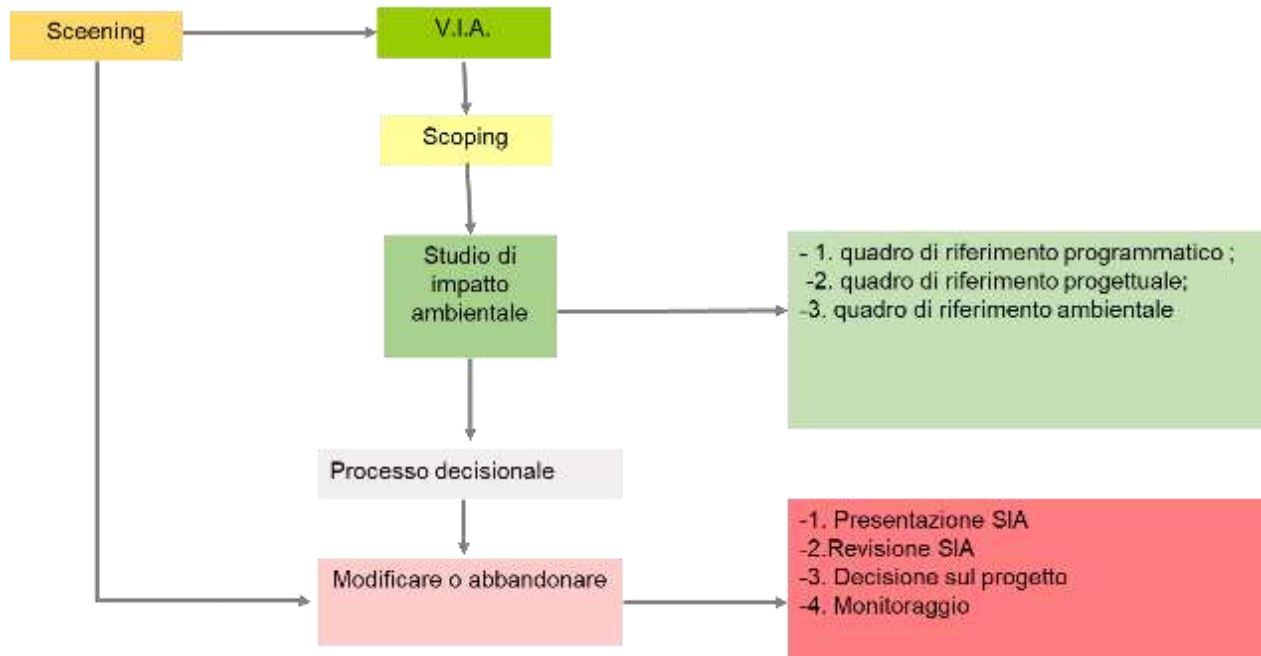 Sceening
V.I.A.
Scoping
Studio di
impatto
ambientale
- 1. quadro di riferimento programmatico ;
-2. quadro di riferimento progettuale;
-3. quadro di riferimento ambientale
Processo decisionale
Modificare o abbandonare
-1. Presentazione SIA
-2.Revisione SIA
-3. Decisione sul progetto
-4. Monitoraggio